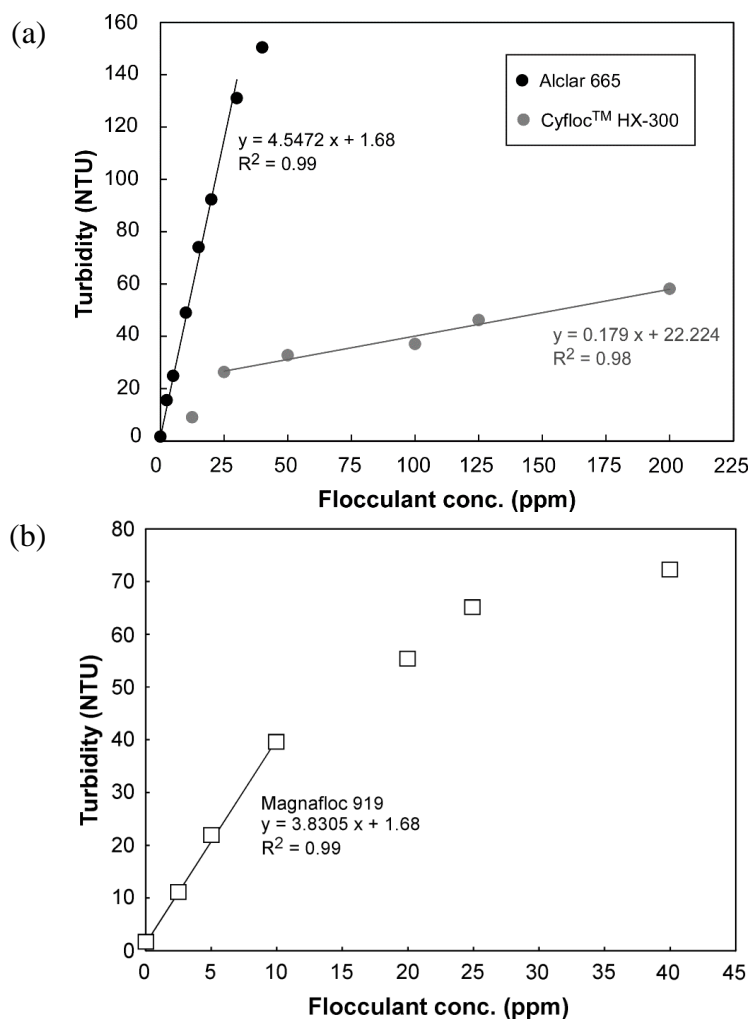 (a)
160
140
120
100
80
60
40
20
0
Turbidity (NTU)
Alclar 665
Cyfloc™ HX-300
y = 4.5472 x + 1.68
R² = 0.99
y = 0.179 x + 22.224
R² = 0.98
0 25 50 75 100 125 150 175 200 225
Flocculant conc. (ppm)
(b)
80
70
60
50
40
30
20
10
0
Turbidity (NTU)
Magnafloc 919
y = 3.8305 x + 1.68
R² = 0.99
0 5 10 15 20 25 30 35 40 45
Flocculant conc. (ppm)